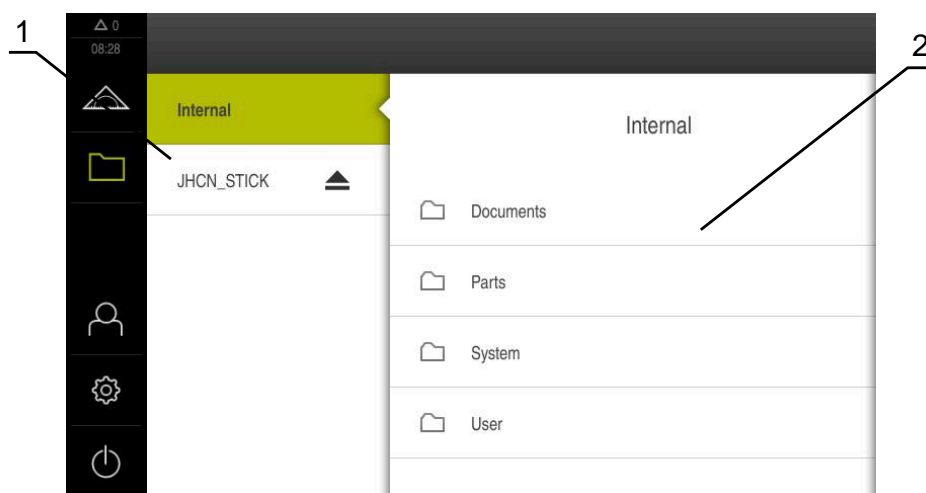 1
2
△ 0
08:28
Internal
JHCN_STICK
Internal
Documents
Parts
System
User